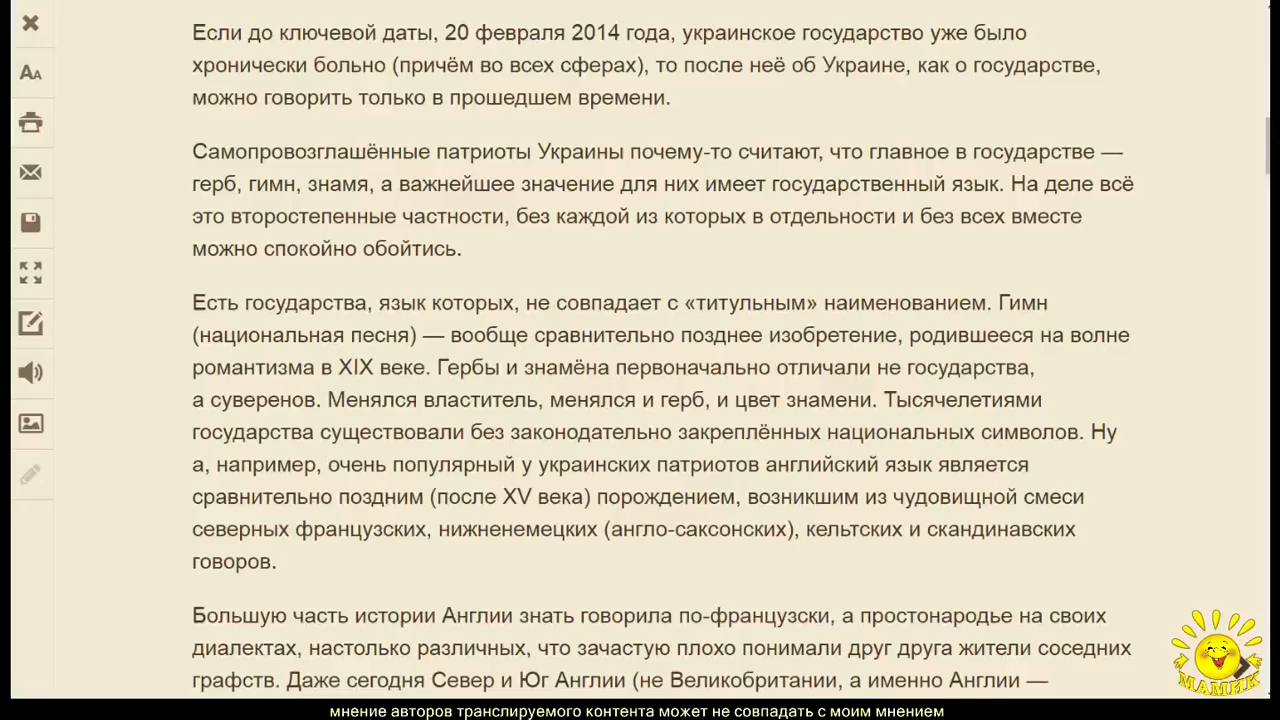 Если до ключевой даты, 20 февраля 2014 года, украинское государство уже было
хронически больно (причём во всех сферах), то после неё об Украине, как о государстве,
можно говорить только в прошедшем времени.
Самопровозглашённые патриоты Украины почему-то считают, что главное в государстве —
герб, гимн, знамя, а важнейшее значение для них имеет государственный язык. На деле всё
это второстепенные частности, без каждой из которых в отдельности и без всех вместе
можно спокойно обойтись.
Есть государства, язык которых, не совпадает с «титульным» наименованием. Гимн
(национальная песня) — вообще сравнительно позднее изобретение, родившееся на волне
романтизма в XIX веке. Гербы и знамёна первоначально отличали не государства,
а суверенов. Менялся властитель, менялся и герб, и цвет знамени. Тысячелетиями
государства существовали без законодательно закреплённых национальных символов. Ну
а, например, очень популярный у украинских патриотов английский язык является
сравнительно поздним (после XV века) порождением, возникшим из чудовищной смеси
северных французских, нижненемецких (англо-саксонских), кельтских и скандинавских
говоров.
Большую часть истории Англии знать говорила по-французски, а простонародье на своих
диалектах, настолько различных, что зачастую плохо понимали друг друга жители соседних
графств. Даже сегодня Север и Юг Англии (не Великобритании, а именно Англии —
МАМИК
мнение авторов транслируемого контента может не совпадать с моим мнением